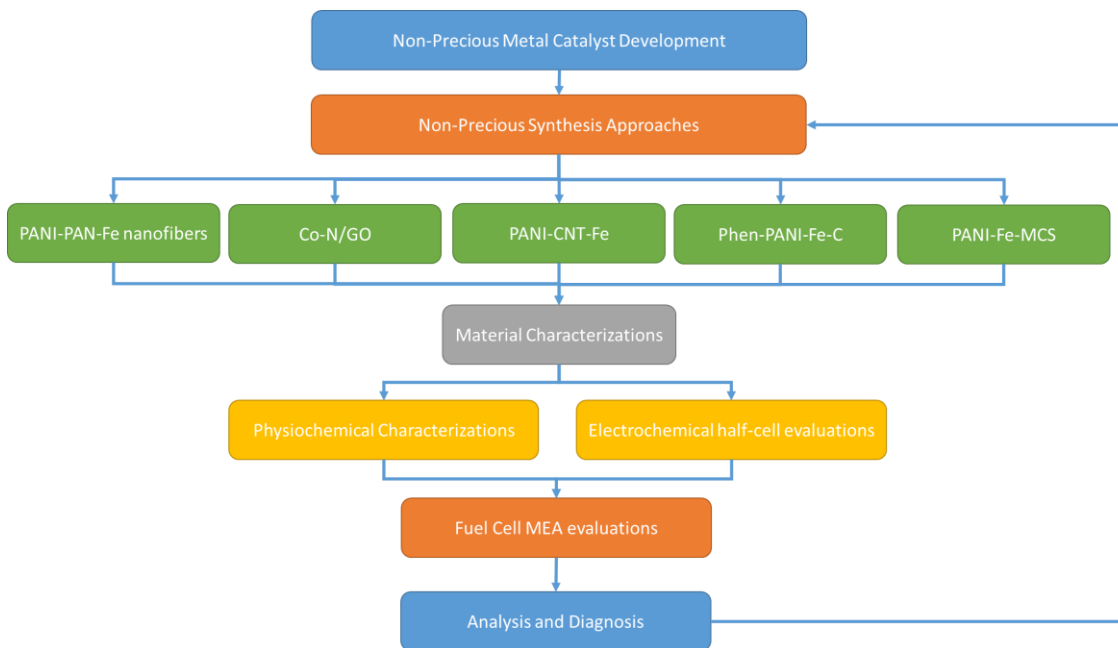 Non-Precious Metal Catalyst Development
Non-Precious Synthesis Approaches
PANI-PAN-Fe nanofibers
Co-N/GO
PANI-CNT-Fe
Phen-PANI-Fe-C
PANI-Fe-MCS
Material Characterizations
Physiochemical Characterizations
Electrochemical half-cell evaluations
Fuel Cell MEA evaluations
Analysis and Diagnosis